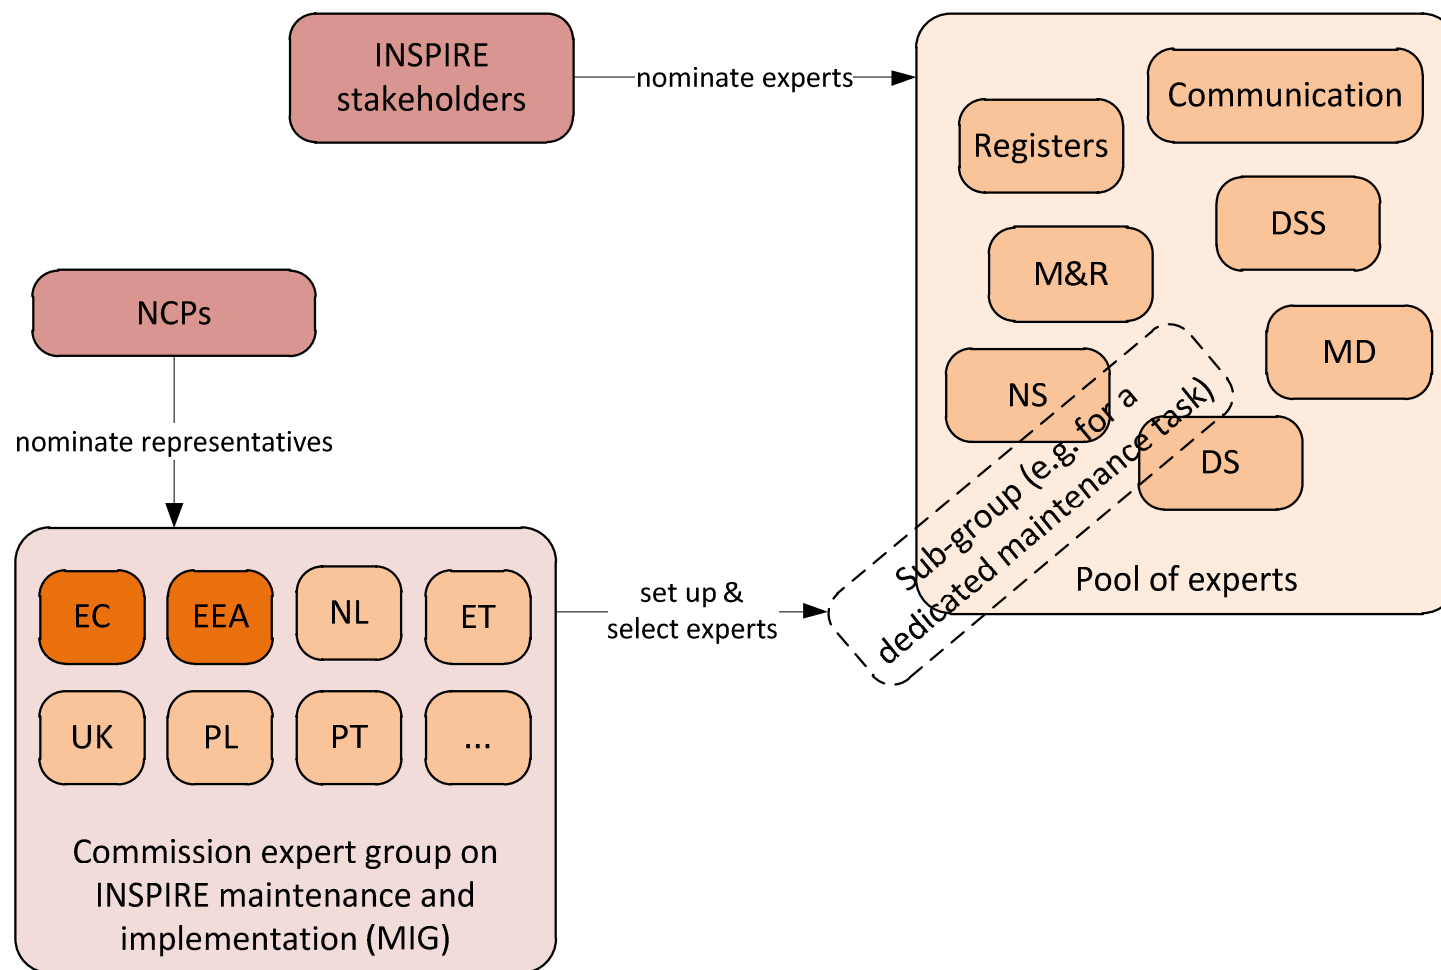 INSPIRE
stakeholders
nominate experts
Communication
Registers
DSS
M&R
MD
NS
DS
Sub-group (e.g. for a
dedicated maintenance task)
Pool of experts
NCPs
nominate representatives
EC
EEA
NL
ET
UK
PL
PT
...
Commission expert group on
INSPIRE maintenance and
implementation (MIG)
set up &
select experts